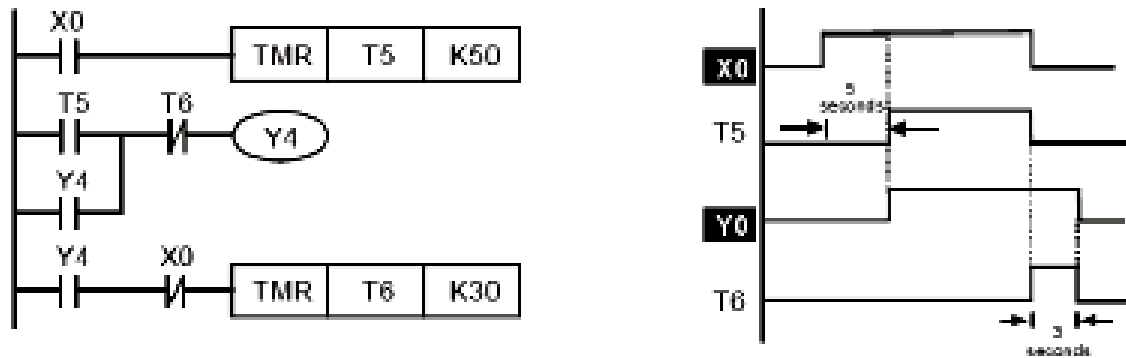 X0
TMR T5 K50
T5 T6
Y4
Y4
Y4 X0
TMR T6 K30
X0
5
seconds
T5
Y0
T6
3
seconds